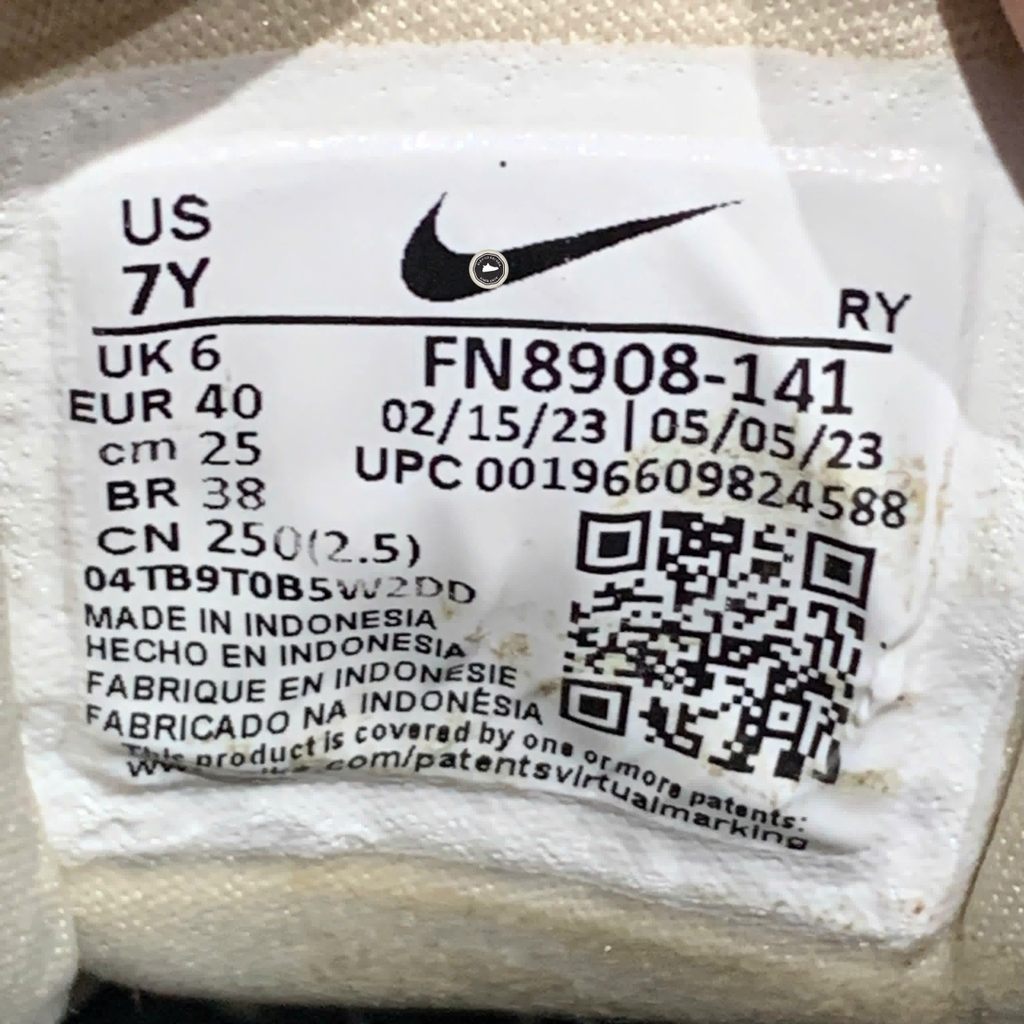 US
7Y
RY
UK 6
EUR 40
cm 25
BR 38
CN 250(2.5)
FN8908-141
02/15/23 | 05/05/23
UPC 00196609824588
04TB9T0B5W2DD
MADE IN INDONESIA
HECHO EN INDONESIA
FABRIQUE EN INDONESIE
FABRICADO NA INDONÉSIA
This product is covered by one or more patents:
com/patentsvirtualmarking